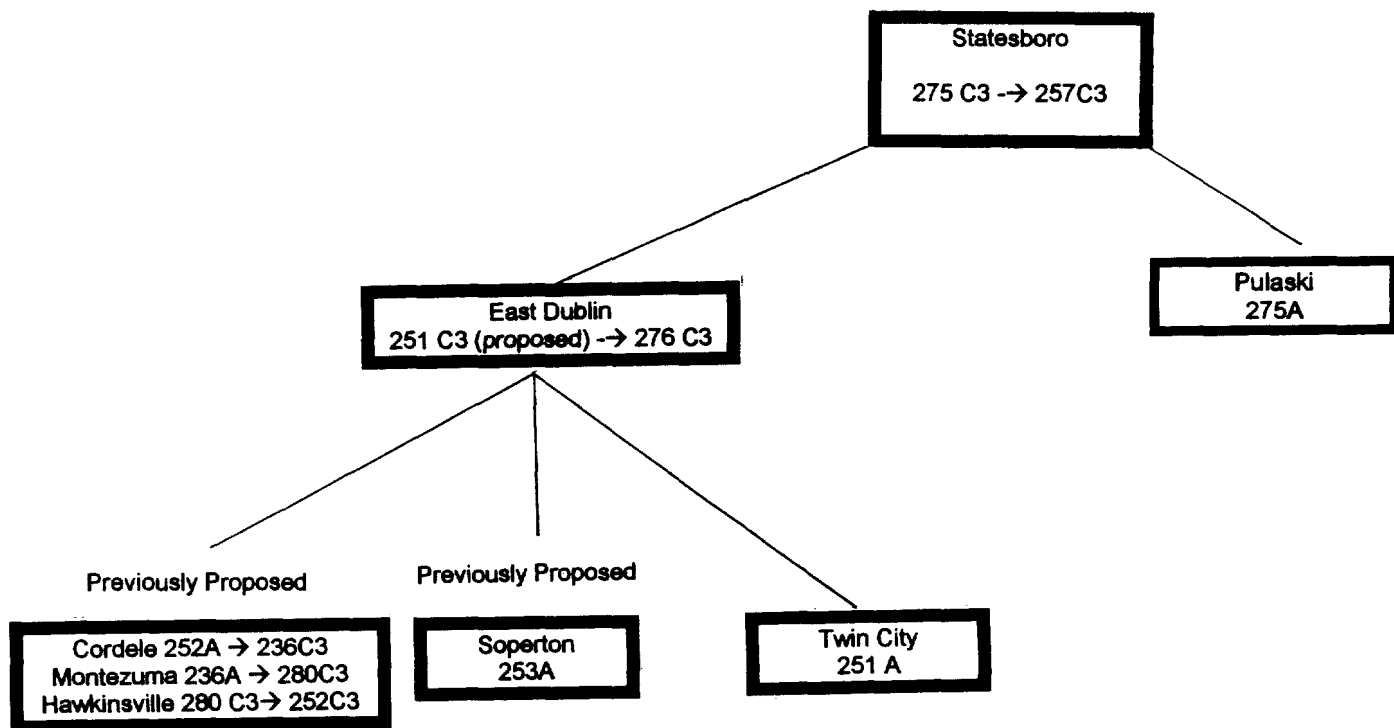 Statesboro
275 C3 -→ 257C3
East Dublin
251 C3 (proposed) -→ 276 C3
Pulaski
275A
Previously Proposed
Previously Proposed
Cordele 252A → 236C3
Montezuma 236A → 280C3
Hawkinsville 280 C3→ 252C3
Soperton
253A
Twin City
251 A